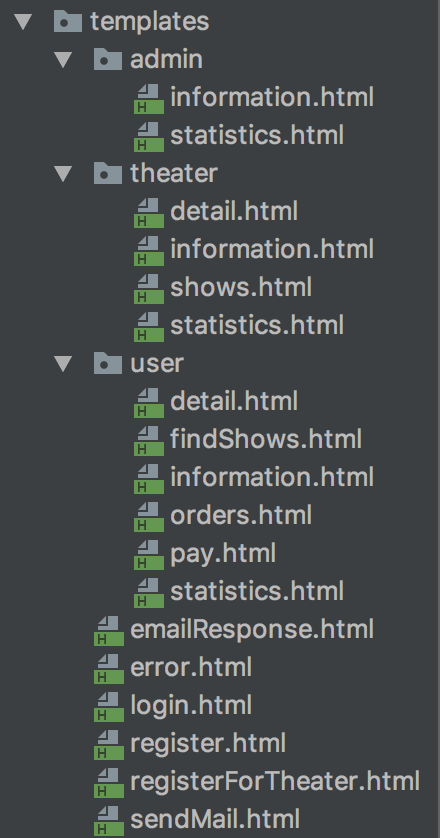 templates
admin
information.html
statistics.html
theater
detail.html
information.html
shows.html
statistics.html
user
detail.html
findShows.html
information.html
orders.html
pay.html
statistics.html
emailResponse.html
error.html
login.html
register.html
registerForTheater.html
sendMail.html